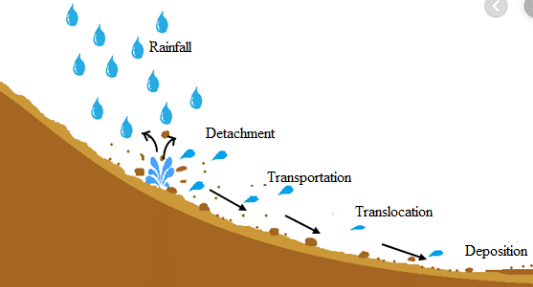 Rainfall
Detachment
Transportation
Translocation
Deposition